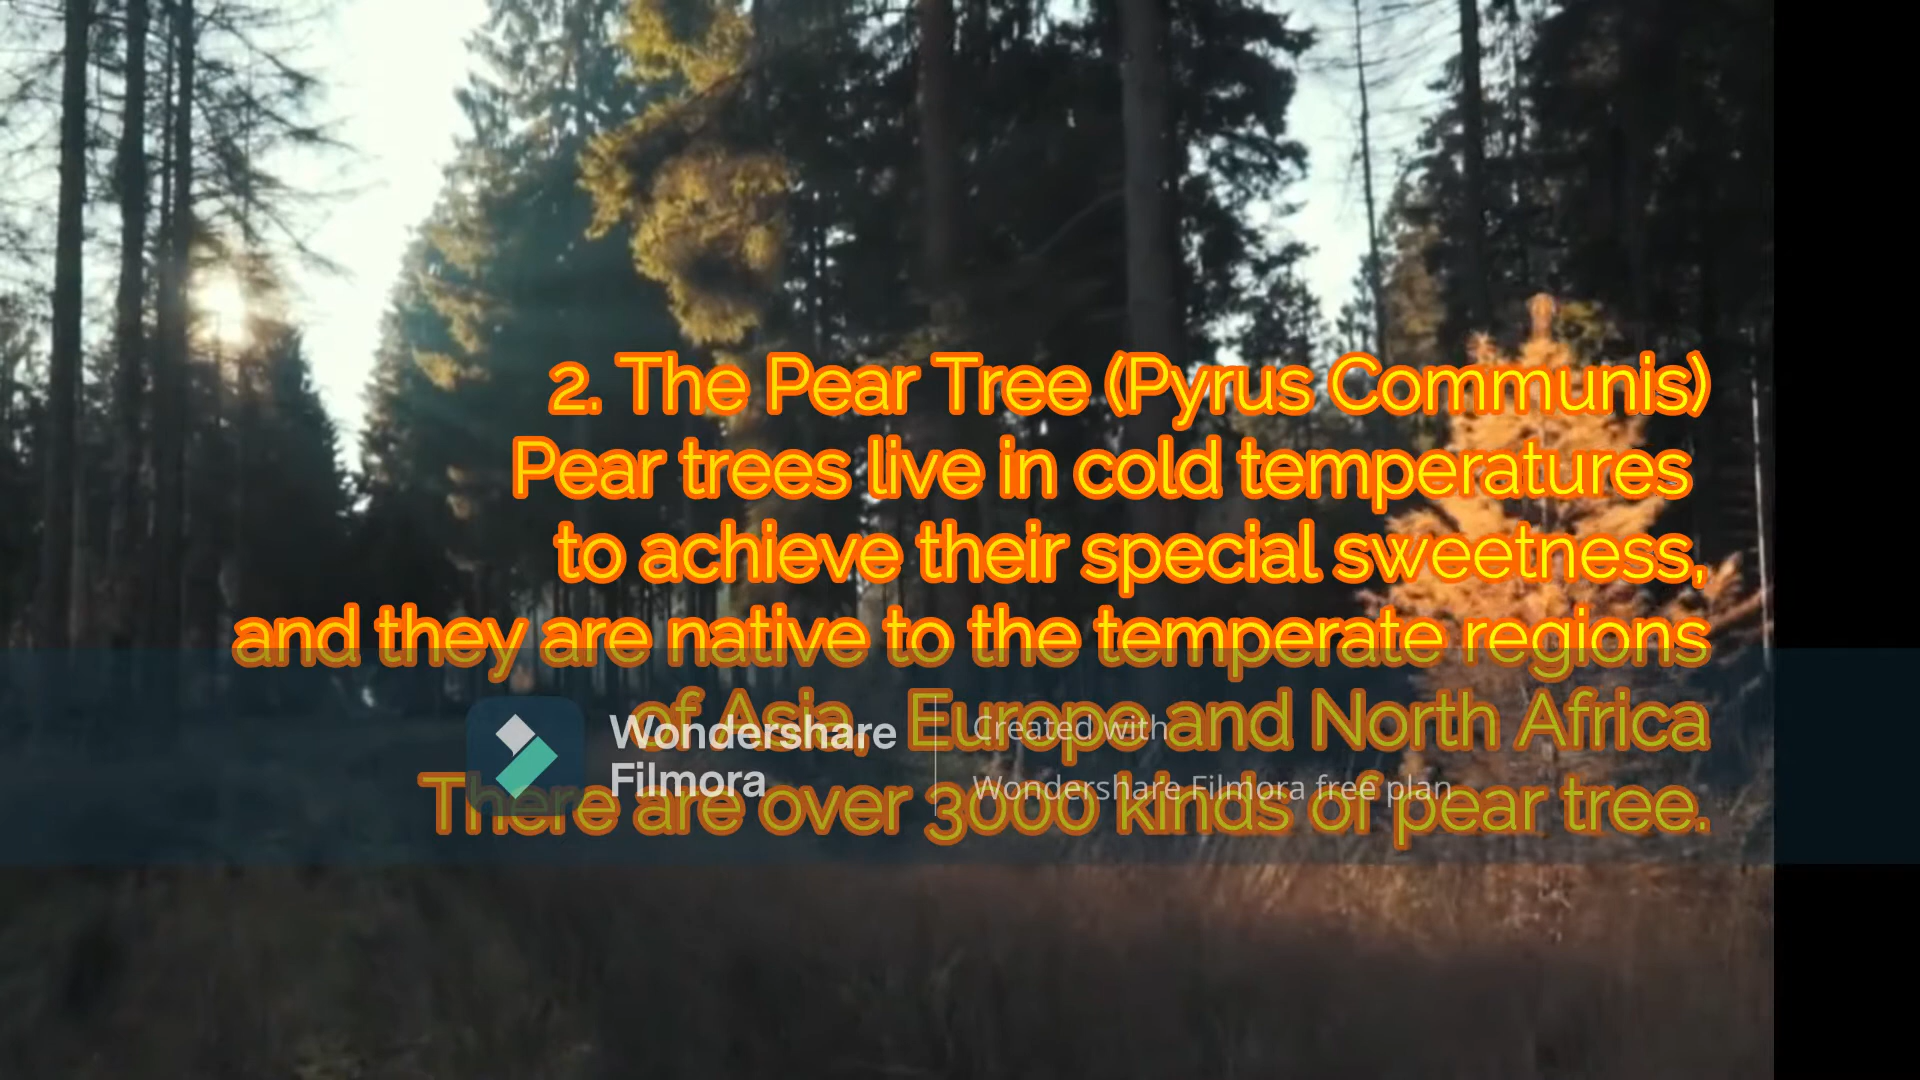 2. The Pear Tree (Pyrus Communis)
Pear trees live in cold temperatures
to achieve their special sweetness,
and they are native to the temperate regions
of Asia, Europe and North Africa
There are over 3000 kinds of pear tree.
Wondershare
Filmora
Created with
Wondershare Filmora free plan